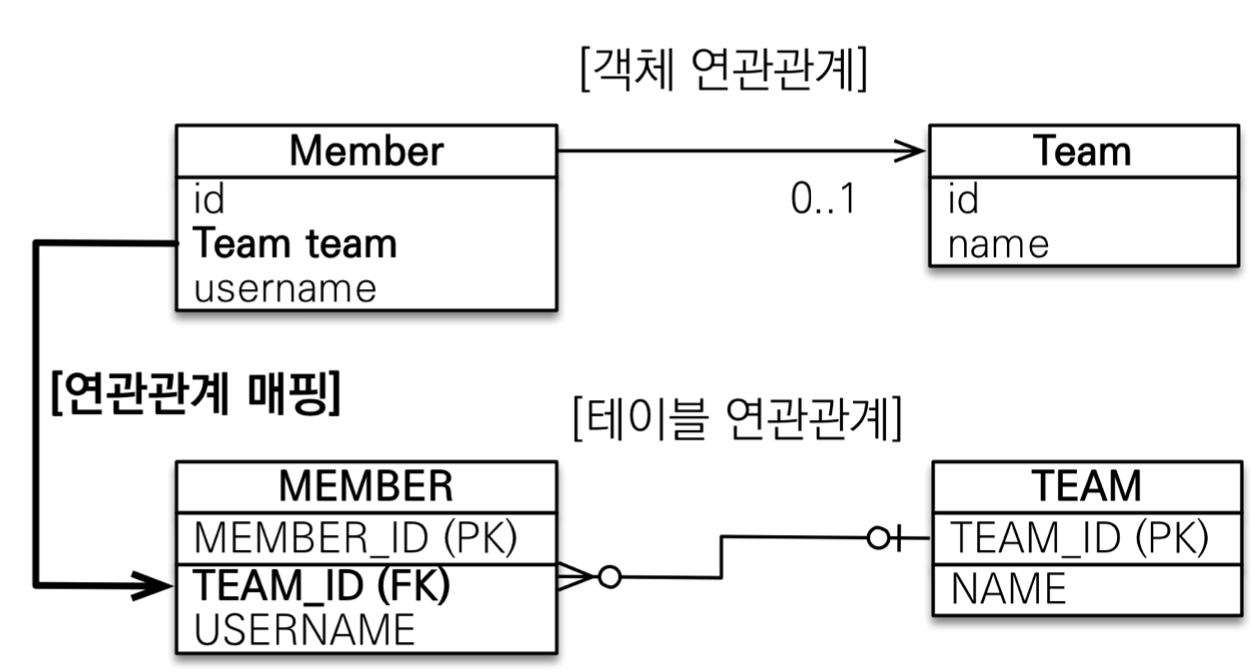 [객체 연관관계]
Member
Team
id
Team team
username
0..1
id
name
[연관관계 매핑]
[테이블 연관관계]
MEMBER
MEMBER_ID (PK)
TEAM_ID (FK)
USERNAME
TEAM
TEAM_ID (PK)
NAME